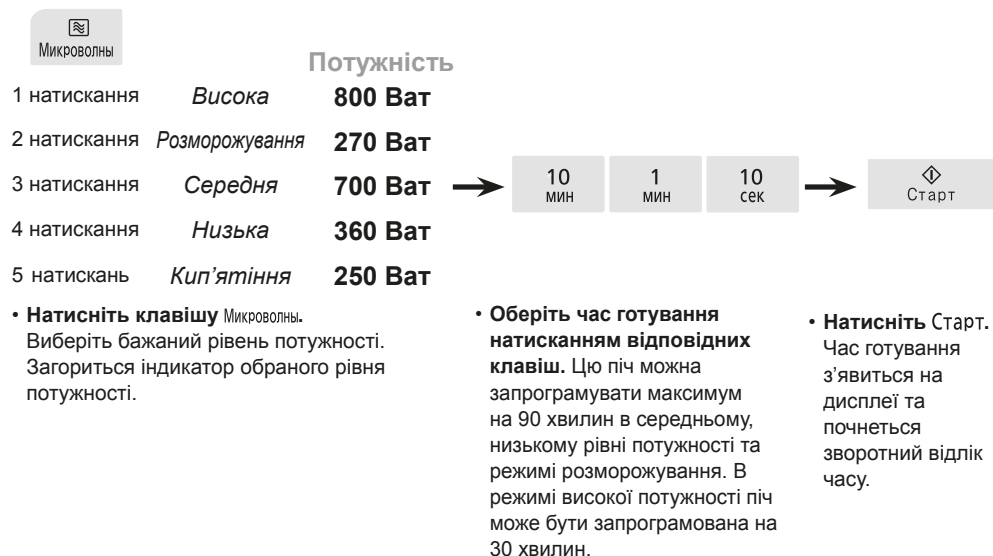 Микроволны
Потужність
1 натискання Висока 800 Ват
2 натискання Розморожування 270 Ват
3 натискання Середня 700 Ват
4 натискання Низька 360 Ват
5 натискань Кип'ятіння 250 Ват
10 мин
1 мин
10 сек
Старт
• Натисніть клавішу Микроволны.
Виберіть бажаний рівень потужності.
Загориться індикатор обраного рівня
потужності.
• Оберіть час готування
натисканням відповідних
клавіш. Цю піч можна
запрограмувати максимум
на 90 хвилин в середньому,
низькому рівні потужності та
режимі розморожування. В
режимі високої потужності піч
може бути запрограмована на
30 хвилин.
• Натисніть Старт.
Час готування
з'явиться на
дисплеї та
почнеться
зворотний відлік
часу.